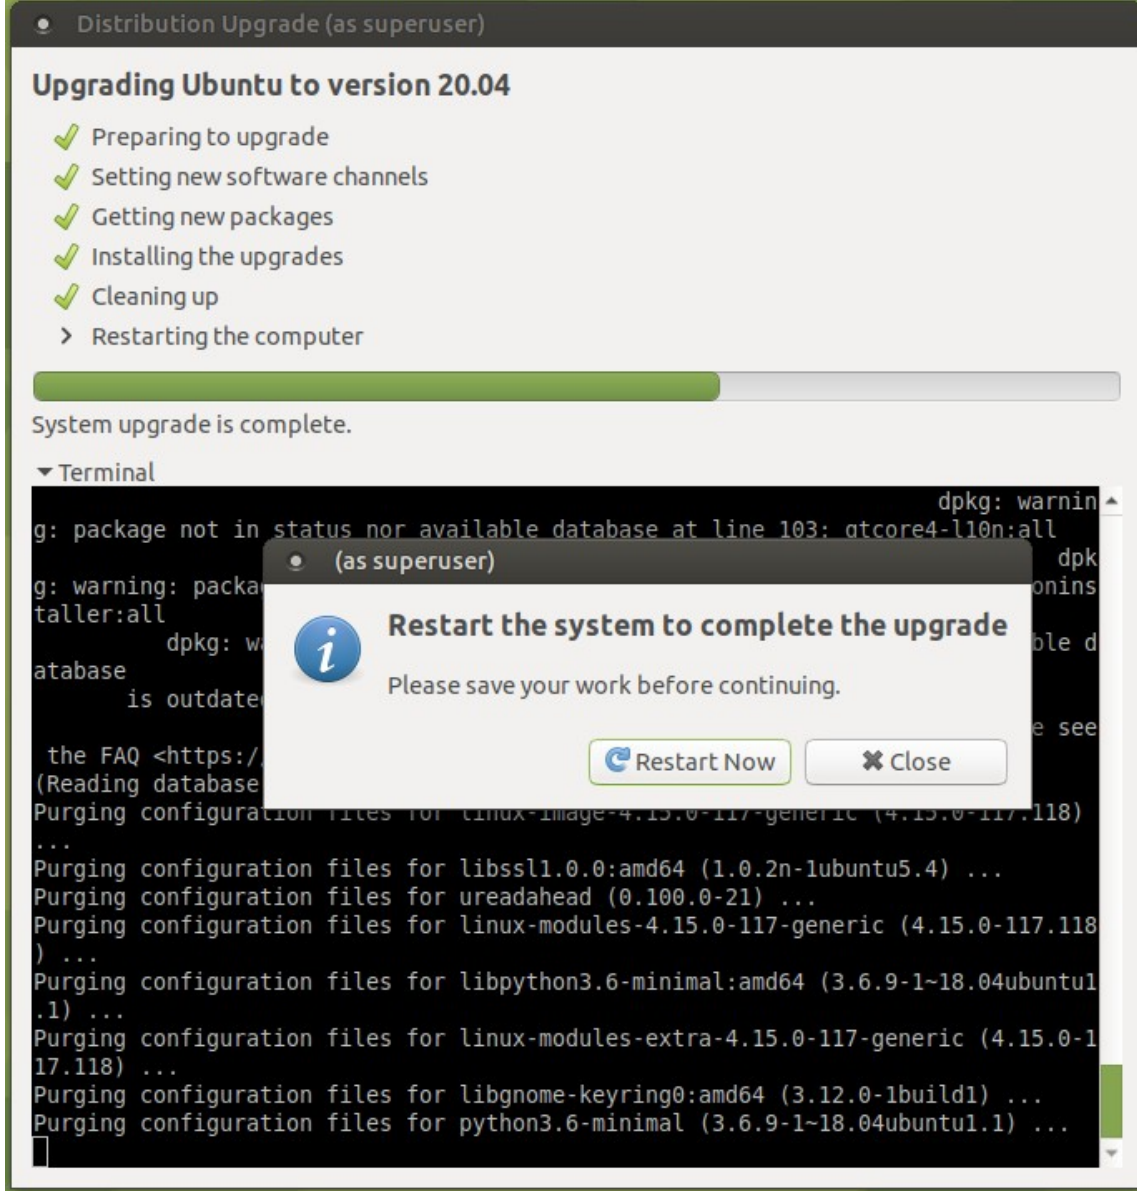 Distribution Upgrade (as superuser)
Upgrading Ubuntu to version 20.04
Preparing to upgrade
Setting new software channels
Getting new packages
Installing the upgrades
Cleaning up
Restarting the computer
System upgrade is complete.
Terminal
dpkg: warnin
g: package not in status nor available database at line 103: qtcore4-l10n:all
dpk
g: warning: packa
onins
taller:all
dpkg: wa
ble d
atabase
is outdated
e see
the FAQ <https:/
(Reading database
Purging configuration files for linux-image-4.15.0-117-generic (4.15.0-117.118)
...
Purging configuration files for libssl1.0.0:amd64 (1.0.2n-1ubuntu5.4) ...
Purging configuration files for ureadahead (0.100.0-21) ...
Purging configuration files for linux-modules-4.15.0-117-generic (4.15.0-117.118
) ...
Purging configuration files for libpython3.6-minimal:amd64 (3.6.9-1~18.04ubuntu1
.1) ...
Purging configuration files for linux-modules-extra-4.15.0-117-generic (4.15.0-1
17.118) ...
Purging configuration files for libgnome-keyring0:amd64 (3.12.0-1build1) ...
Purging configuration files for python3.6-minimal (3.6.9-1~18.04ubuntu1.1) ...
(as superuser)
Restart the system to complete the upgrade
Please save your work before continuing.
Restart Now
Close